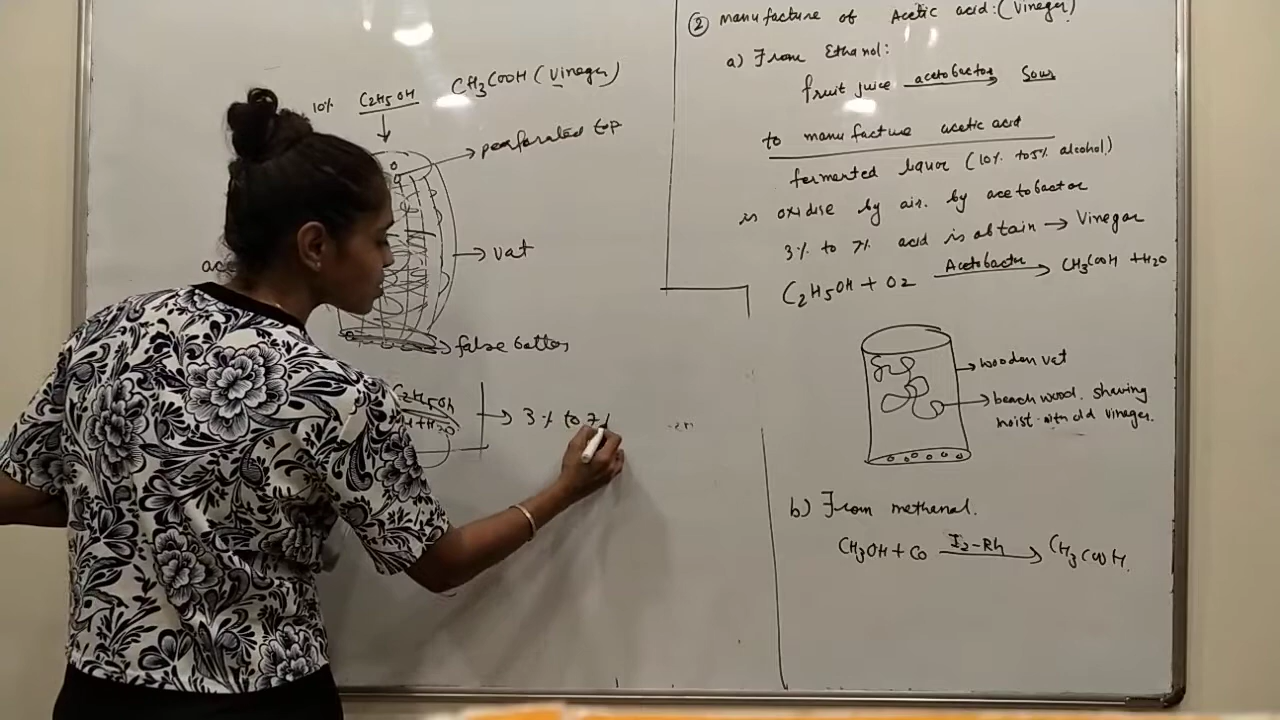 10% C2H5OH
CH3COOH (Vinegar)
perforated top
vat
false bottom
C2H5OH
+H2O
3% to 7%
② manufacture of Acetic acid: (Vinegar)
a) From Ethanol:
fruit juice acetobactor Sour
to manufacture acetic acid
fermented liquor (10% to 5% alcohol)
is oxidise by air. by acetobactor
3% to 7% acid is obtain → Vinegar
C2H5OH + O2 Acetobacter CH3COOH + H2O
wooden vat
beach wood. shaving
moist with old vinegar.
b) From methanol.
CH3OH + CO I2-Rh CH3COOH.